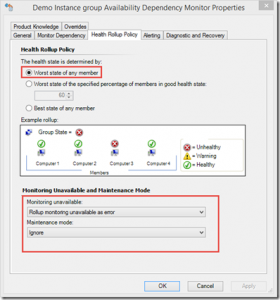 Demo Instance group Availability Dependency Monitor Properties
Product Knowledge Overrides
General Monitor Dependency Health Rollup Policy Alerting Diagnostic and Recovery
Health Rollup Policy
The health state is determined by:
Worst state of any member
Worst state of the specified percentage of members in good health state:
60
Best state of any member
Example rollup:
Group State =
= Unhealthy
= Warning
= Healthy
Computer 1 Computer 2 Computer 3 Computer 4
Members
Monitoring Unavailable and Maintenance Mode
Monitoring unavailable:
Rollup monitoring unavailable as error
Maintenance mode:
Ignore
OK Cancel Apply